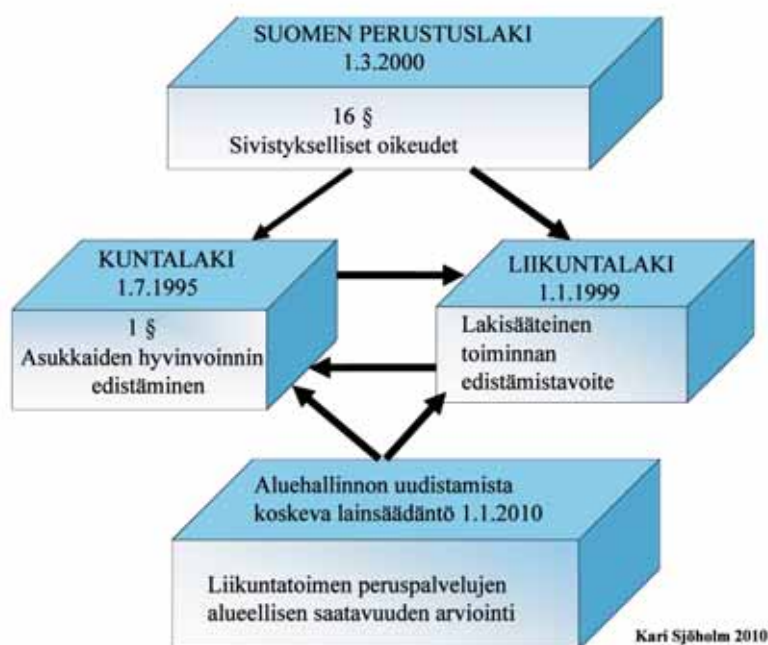 SUOMEN PERUSTUSLAKI
1.3.2000
16 §
Sivistykselliset oikeudet
KUNTALAKI
1.7.1995
1 §
Asukkaiden hyvinvoinnin
edistäminen
LIIKUNTALAKI
1.1.1999
Lakisääteinen
toiminnan
edistämistavoite
Aluehallinnon uudistamista
koskeva lainsäädäntö 1.1.2010
Liikuntatoimen peruspalvelujen
alueellisen saatavuuden arviointi
Kari Sjöholm 2010